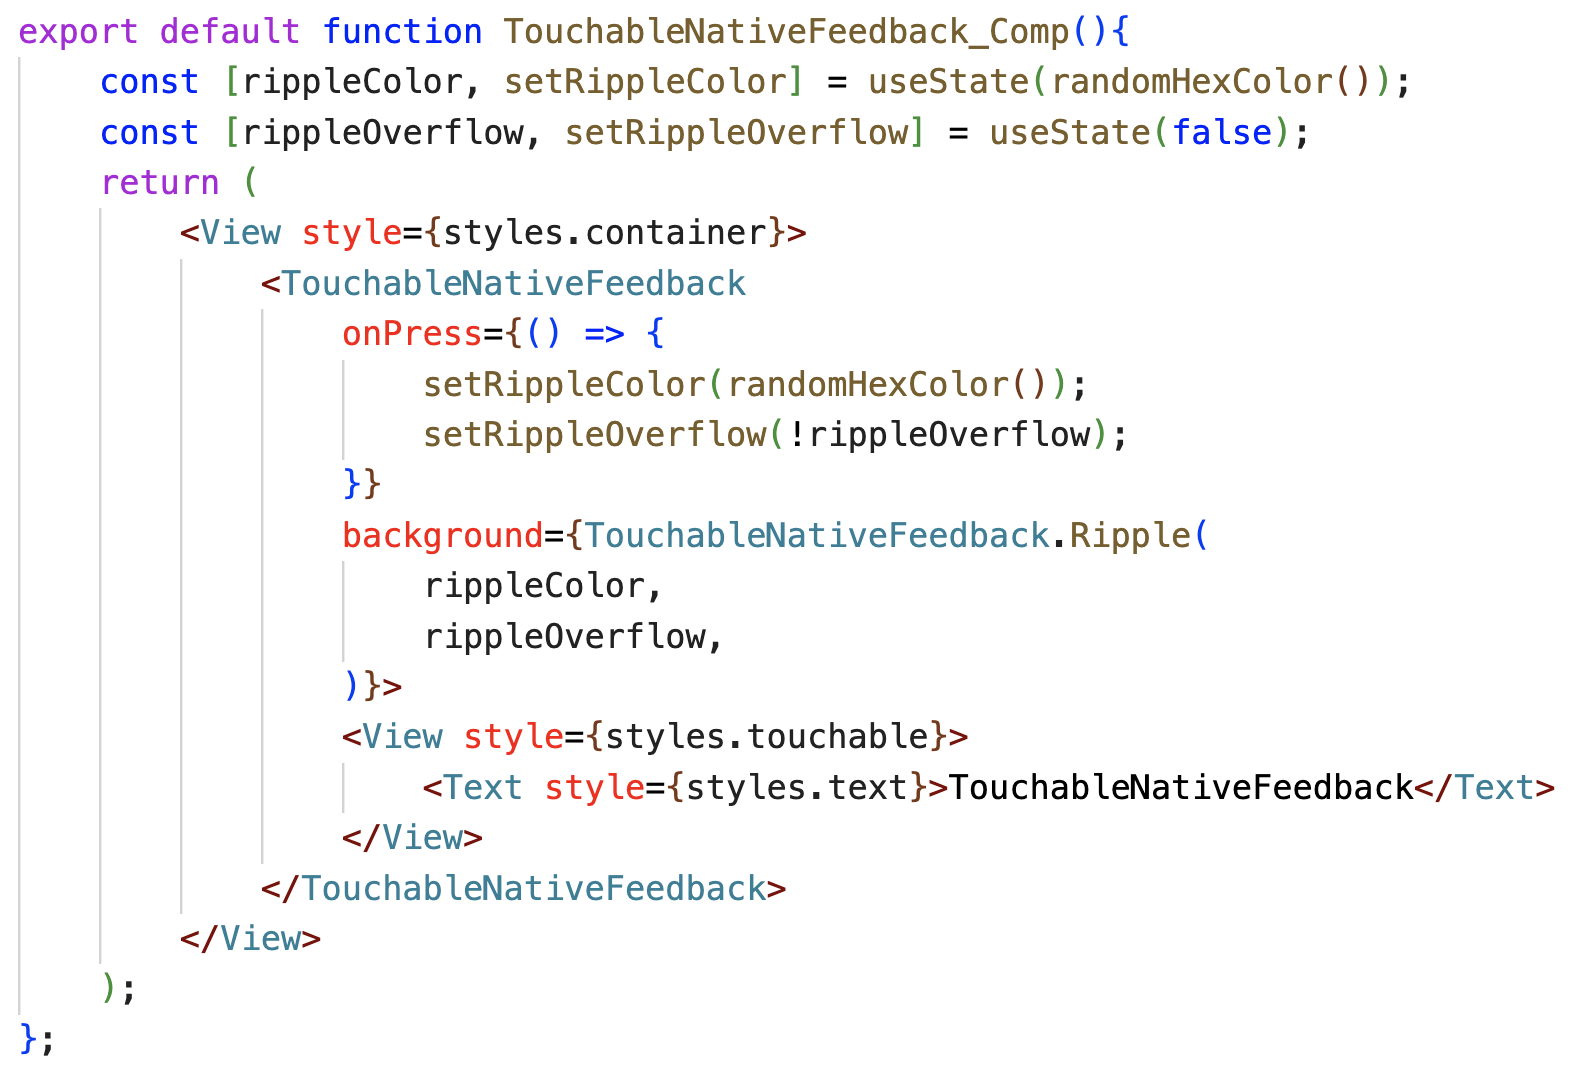 export default function TouchableNativeFeedback_Comp(){
    const [rippleColor, setRippleColor] = useState(randomHexColor());
    const [rippleOverflow, setRippleOverflow] = useState(false);
    return (
        <View style={styles.container}>
            <TouchableNativeFeedback
                onPress={() => {
                    setRippleColor(randomHexColor());
                    setRippleOverflow(!rippleOverflow);
                }}
                background={TouchableNativeFeedback.Ripple(
                    rippleColor,
                    rippleOverflow,
                )}>
                <View style={styles.touchable}>
                    <Text style={styles.text}>TouchableNativeFeedback</Text>
                </View>
            </TouchableNativeFeedback>
        </View>
    );
};